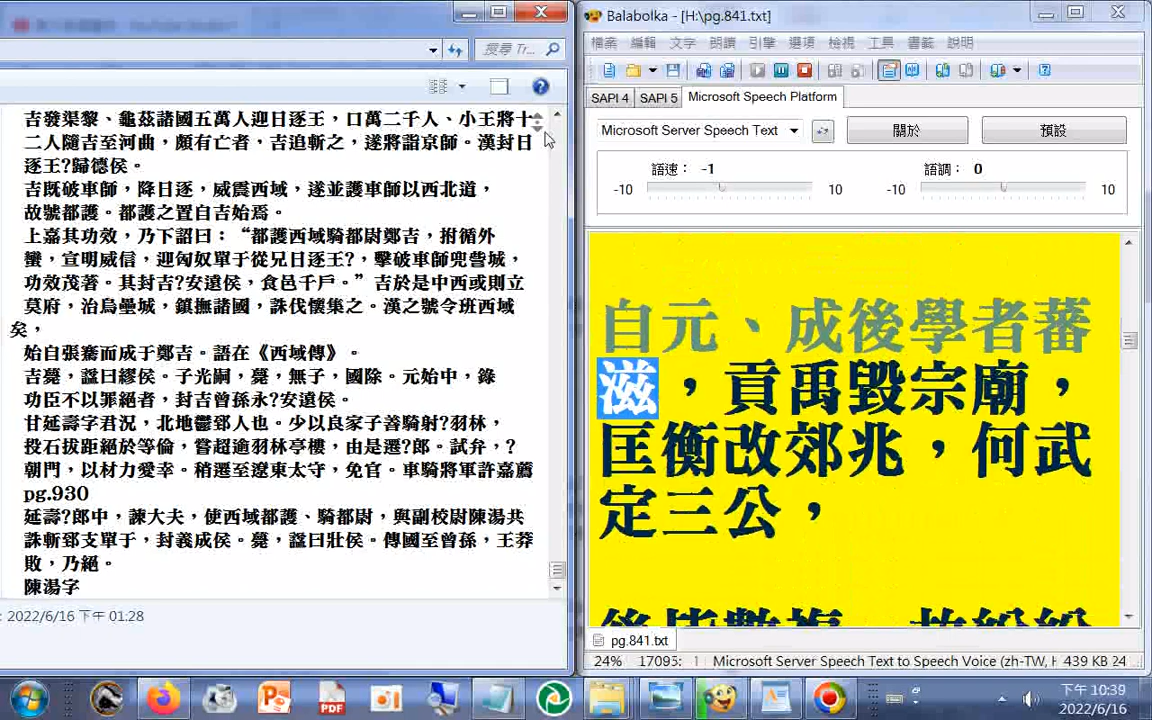 搜尋 Tr...
吉發渠黎、龜茲諸國五萬人迎日逐王，口萬二千人、小王將十
二人隨吉至河曲，頗有亡者，吉追斬之，遂將詣京師。漢封日
逐王?歸德侯。
吉既破車師，降日逐，威震西域，遂並護車師以西北道，
故號都護。都護之置自吉始焉。
上嘉其功效，乃下詔曰：“都護西域騎都尉鄭吉，拊循外
蠻，宣明威信，迎匈奴單于從兄日逐王?，擊破車師兜訾城，
功效茂著。其封吉?安遠侯，食邑千戶。”吉於是中西或則立
莫府，治烏壘城，鎮撫諸國，誅伐懷集之。漢之號令班西域
矣，
始自張騫而成于鄭吉。語在《西域傳》。
吉薨，謚曰繆侯。子光嗣，薨，無子，國除。元始中，錄
功臣不以罪絕者，封吉曾孫永?安遠侯。
甘延壽字君況，北地鬱郅人也。少以良家子善騎射?羽林，
投石拔距絕於等倫，嘗超逾羽林亭樓，由是遷?郎。試弁，?
朝門，以材力愛幸。稍遷至遼東太守，免官。車騎將軍許嘉薦
pg.930
延壽?郎中，諫大夫，使西域都護、騎都尉，與副校尉陳湯共
誅斬郅支單于，封義成侯。薨，謚曰壯侯。傳國至曾孫，王莽
敗，乃絕。
陳湯字
: 2022/6/16 下午 01:28
Balabolka - [H:\pg.841.txt]
檔案 編輯 文字 朗讀 引擎 選項 檢視 工具 書籤 說明
SAPI 4 SAPI 5 Microsoft Speech Platform
Microsoft Server Speech Text 關於 預設
語速： -1 語調： 0
-10 10 -10 10
自元、成後學者蕃
滋，貢禹毀宗廟，
匡衡改郊兆，何武
定三公，
後皆數復，故紛紛
pg.841.txt
24% 17095: 1 Microsoft Server Speech Text to Speech Voice (zh-TW, H 439 KB 24
PDF
下午 10:39
2022/6/16